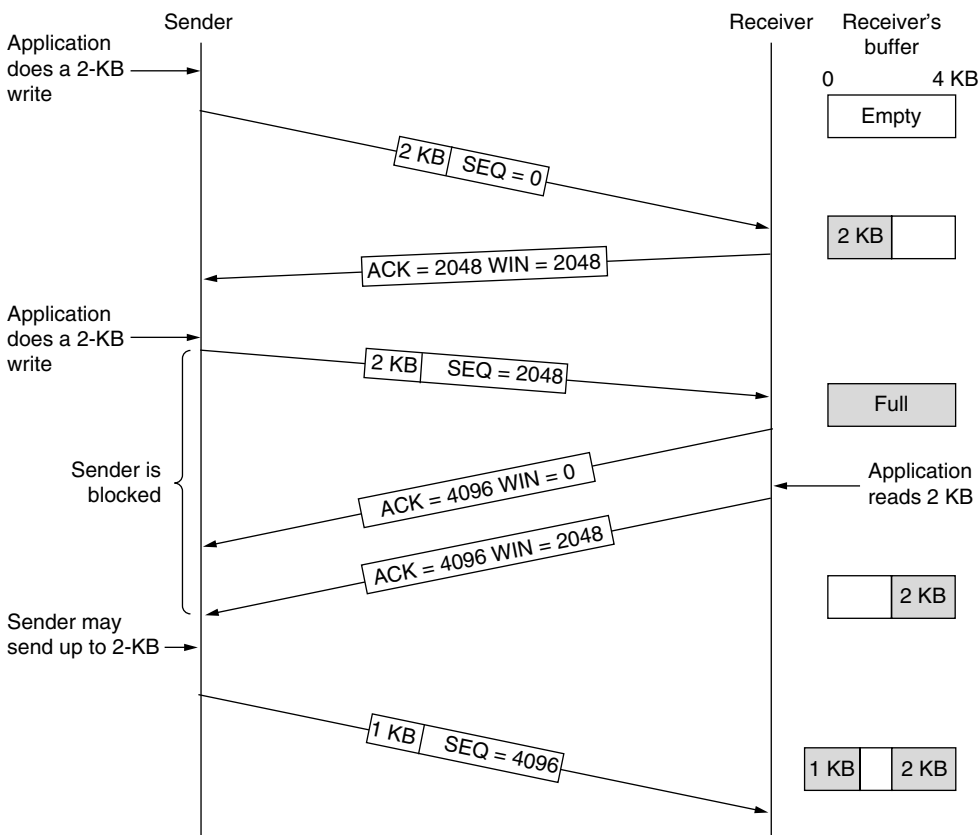 Sender
Receiver
Receiver's
buffer
Application
does a 2-KB
write
0
4 KB
Empty
2 KB
SEQ = 0
2 KB
ACK = 2048 WIN = 2048
Application
does a 2-KB
write
2 KB
SEQ = 2048
Full
Sender is
blocked
ACK = 4096 WIN = 0
Application
reads 2 KB
ACK = 4096 WIN = 2048
2 KB
Sender may
send up to 2-KB
1 KB
SEQ = 4096
1 KB
2 KB